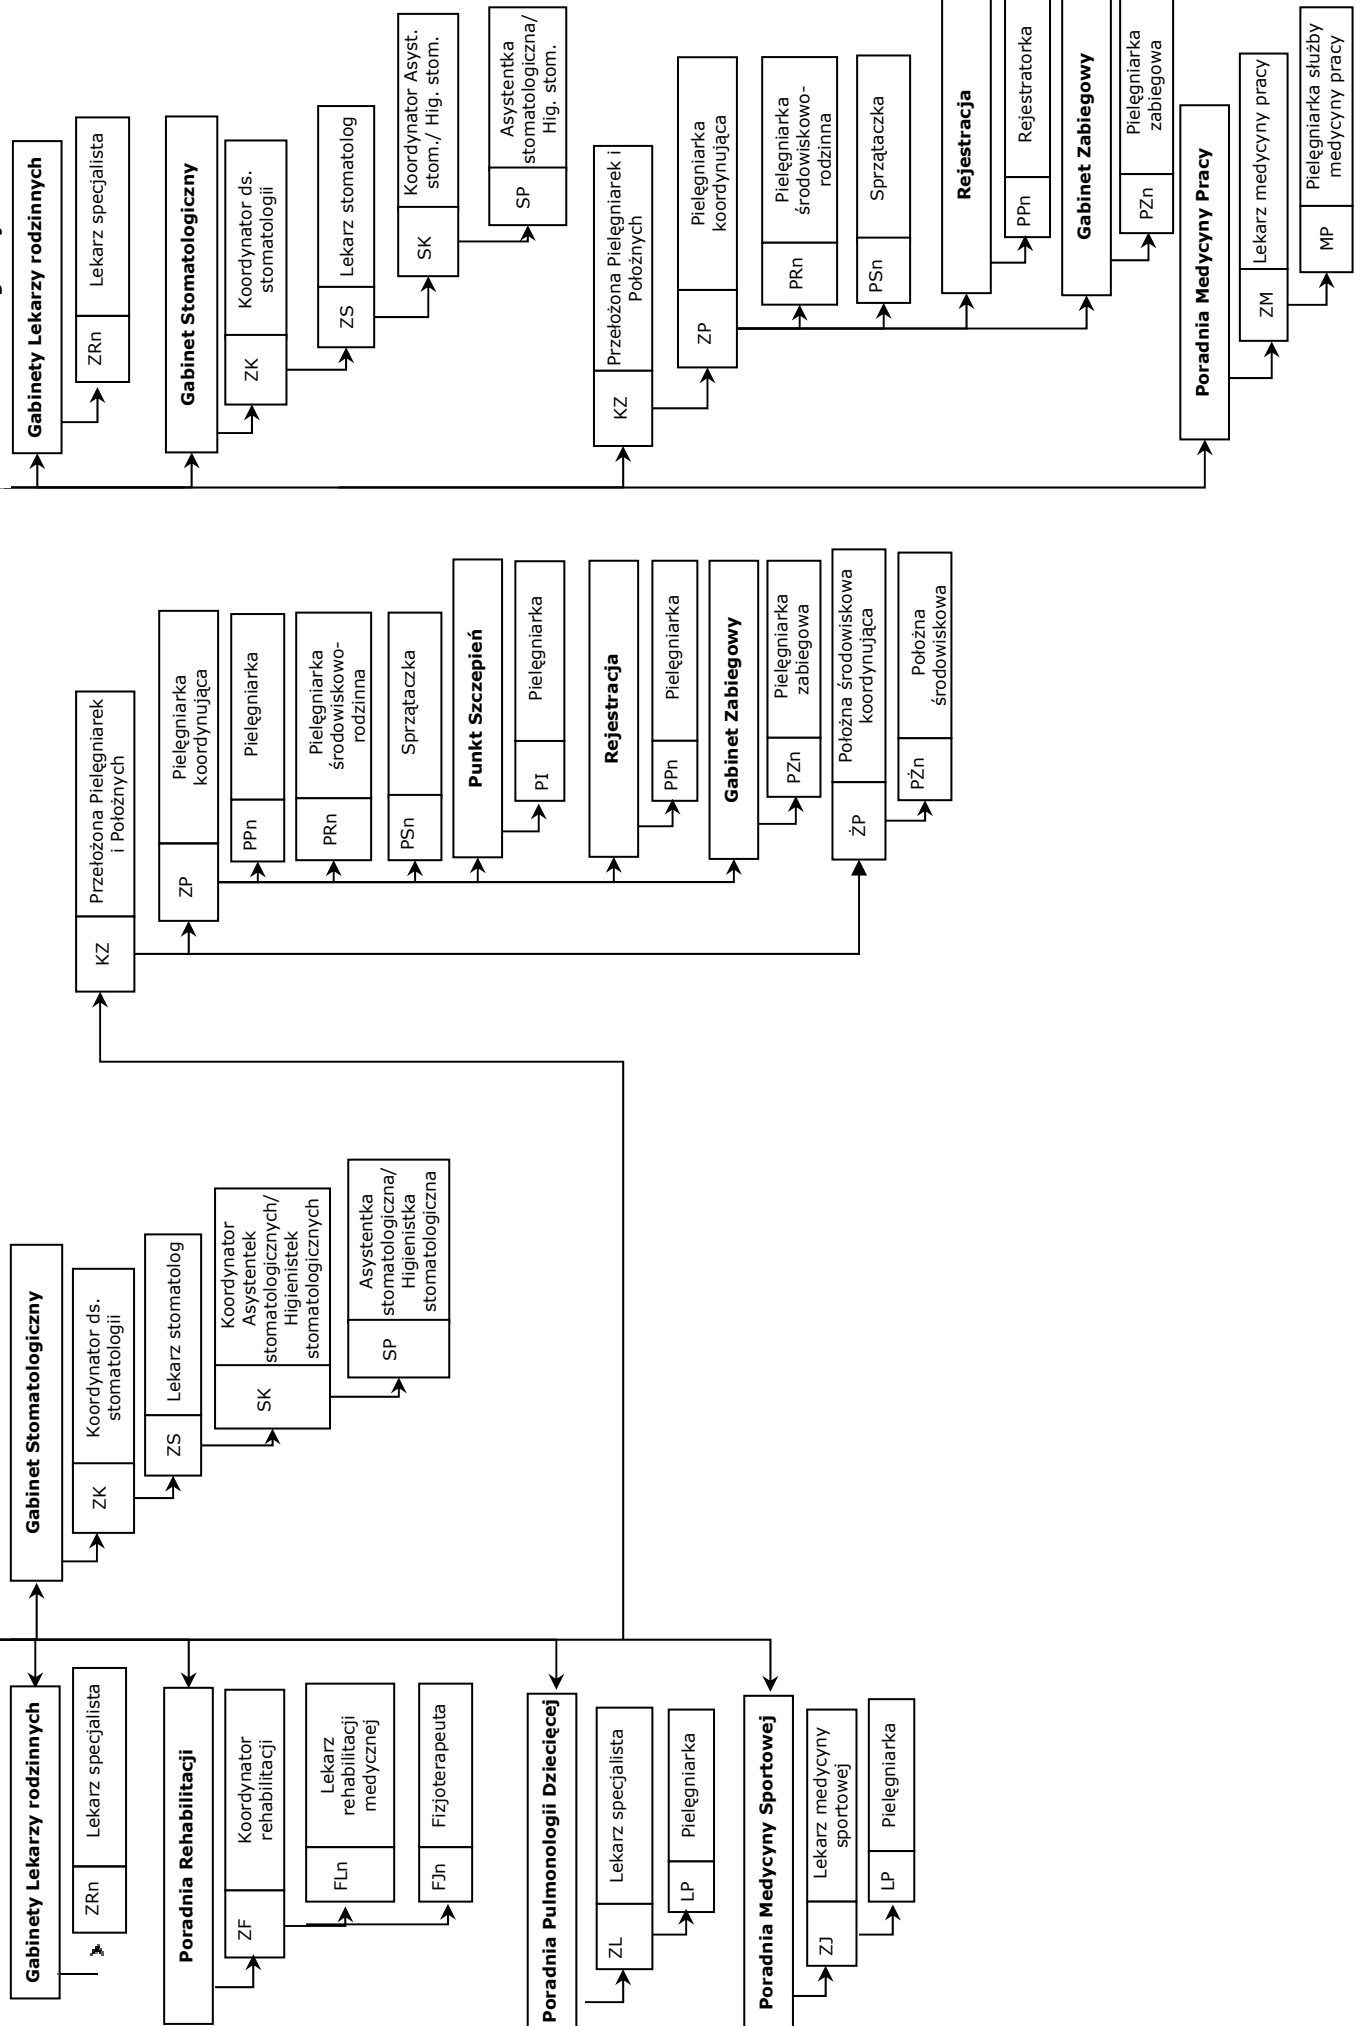 Gabinety Lekarzy rodzinnych
ZRn
Lekarz specjalista
Poradnia Rehabilitacji
ZF
Koordynator
rehabilitacji
FLn
Lekarz
rehabilitacji
medycznej
FJn
Fizjoterapeuta
Poradnia Pulmonologii Dziecięcej
ZL
Lekarz specjalista
LP
Pielęgniarka
Poradnia Medycyny Sportowej
ZJ
Lekarz medycyny
sportowej
LP
Pielęgniarka
Gabinet Stomatologiczny
ZK
Koordynator ds.
stomatologii
ZS
Lekarz stomatolog
SK
Koordynator
Asystentek
stomatologicznych/
Higienistek
stomatologicznych
SP
Asystentka
stomatologiczna/
Higienistka
stomatologiczna
KZ
Przełożona Pielęgniarek
i Położnych
ZP
Pielęgniarka
koordynująca
PPn
Pielęgniarka
PRn
Pielęgniarka
środowiskowo-
rodzinna
PSn
Sprzątaczka
Punkt Szczepień
PI
Pielęgniarka
Rejestracja
PPn
Pielęgniarka
Gabinet Zabiegowy
PZn
Pielęgniarka
zabiegowa
ŻP
Położna środowiskowa
koordynująca
PŻn
Położna
środowiskowa
Gabinety Lekarzy rodzinnych
ZRn
Lekarz specjalista
Gabinet Stomatologiczny
ZK
Koordynator ds.
stomatologii
ZS
Lekarz stomatolog
SK
Koordynator Asyst.
stom./ Hig. stom.
SP
Asystentka
stomatologiczna/
Hig. stom.
KZ
Przełożona Pielęgniarek i
Położnych
ZP
Pielęgniarka
koordynująca
PRn
Pielęgniarka
środowiskowo-
rodzinna
PSn
Sprzątaczka
Rejestracja
PPn
Rejestratorka
Gabinet Zabiegowy
PZn
Pielęgniarka
zabiegowa
Poradnia Medycyny Pracy
ZM
Lekarz medycyny pracy
MP
Pielęgniarka służby
medycyny pracy